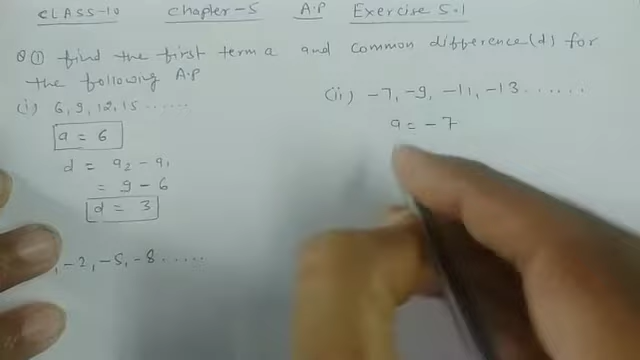 CLASS-10 Chapter-5 A.P Exercise 5.1
Q① find the first term a and common difference(d) for
the following A.P
(i) 6, 9, 12, 15 ......
a = 6
d = a₂ - a₁
= 9 - 6
d = 3
, -2, -5, -8 ......
(ii) -7, -9, -11, -13 ......
a = -7